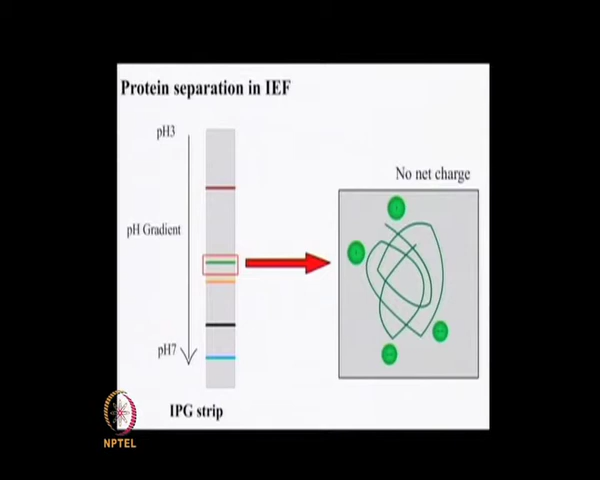 Protein separation in IEF
pH3
No net charge
pH Gradient
pH7
IPG strip
NPTEL